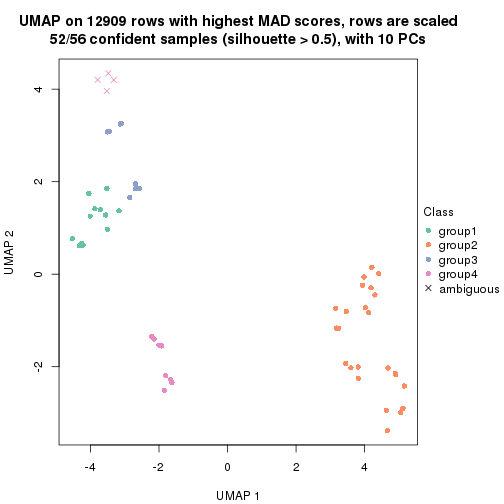 UMAP on 12909 rows with highest MAD scores, rows are scaled
52/56 confident samples (silhouette > 0.5), with 10 PCs
4
2
0
-2
UMAP 2
-4
-2
0
2
4
UMAP 1
Class
group1
group2
group3
group4
ambiguous